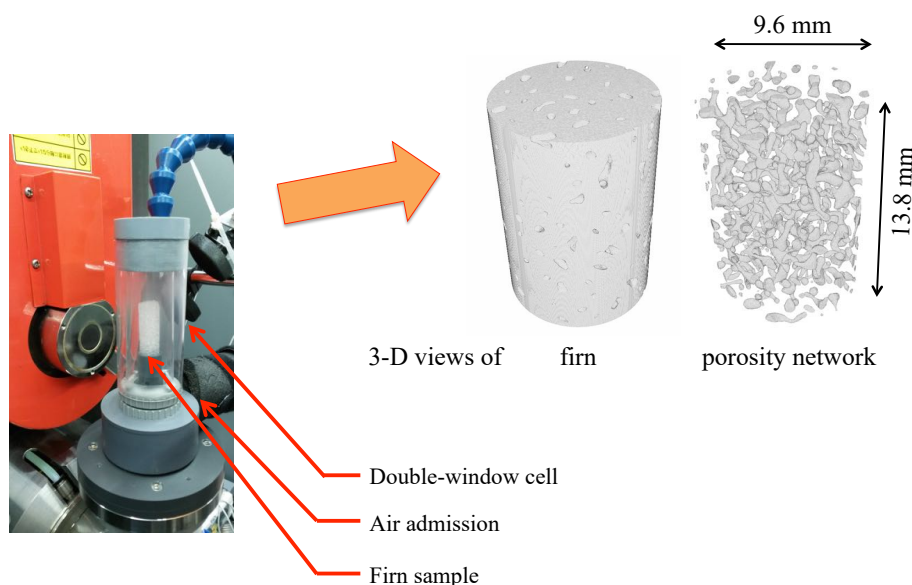 9.6 mm
13.8 mm
3-D views of firn porosity network
Double-window cell
Air admission
Firn sample